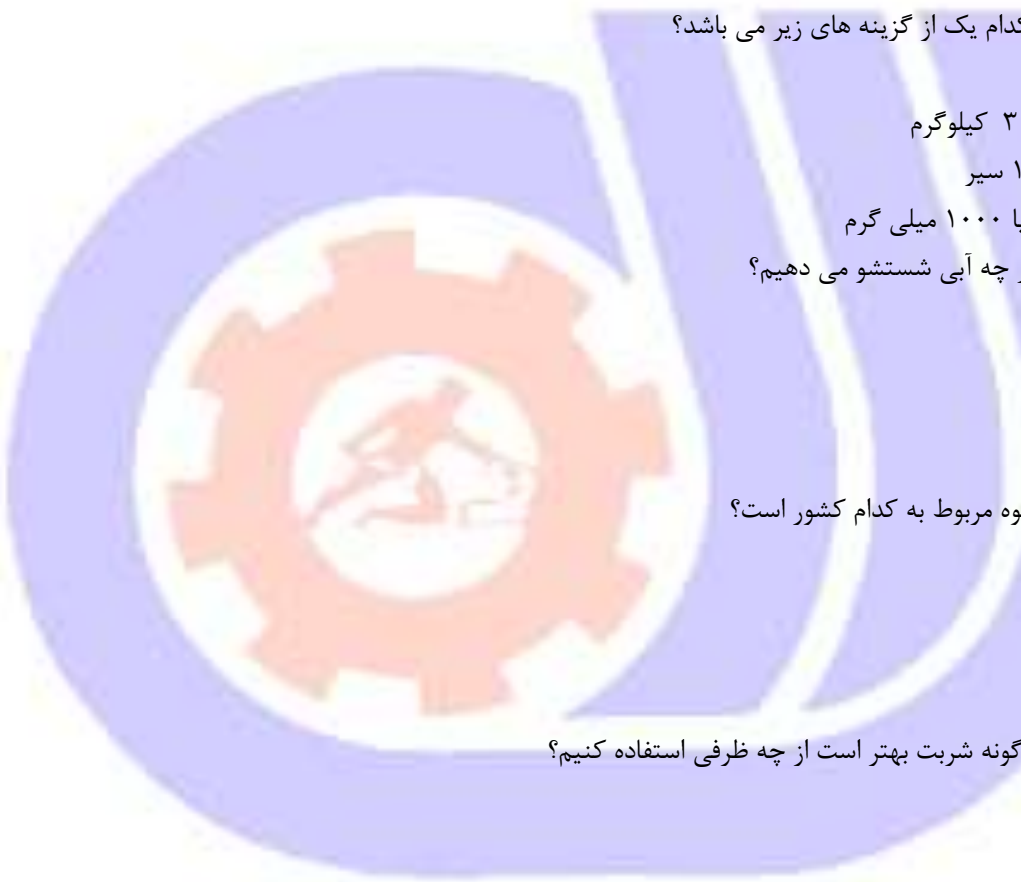 کدام یک از گزینه های زیر می باشد؟
۳ کیلوگرم
۱ سیر
یا ۱۰۰۰ میلی گرم
چه آبی شستشو می دهیم؟
مربوط به کدام کشور است؟
گونه شربت بهتر است از چه ظرفی استفاده کنیم؟